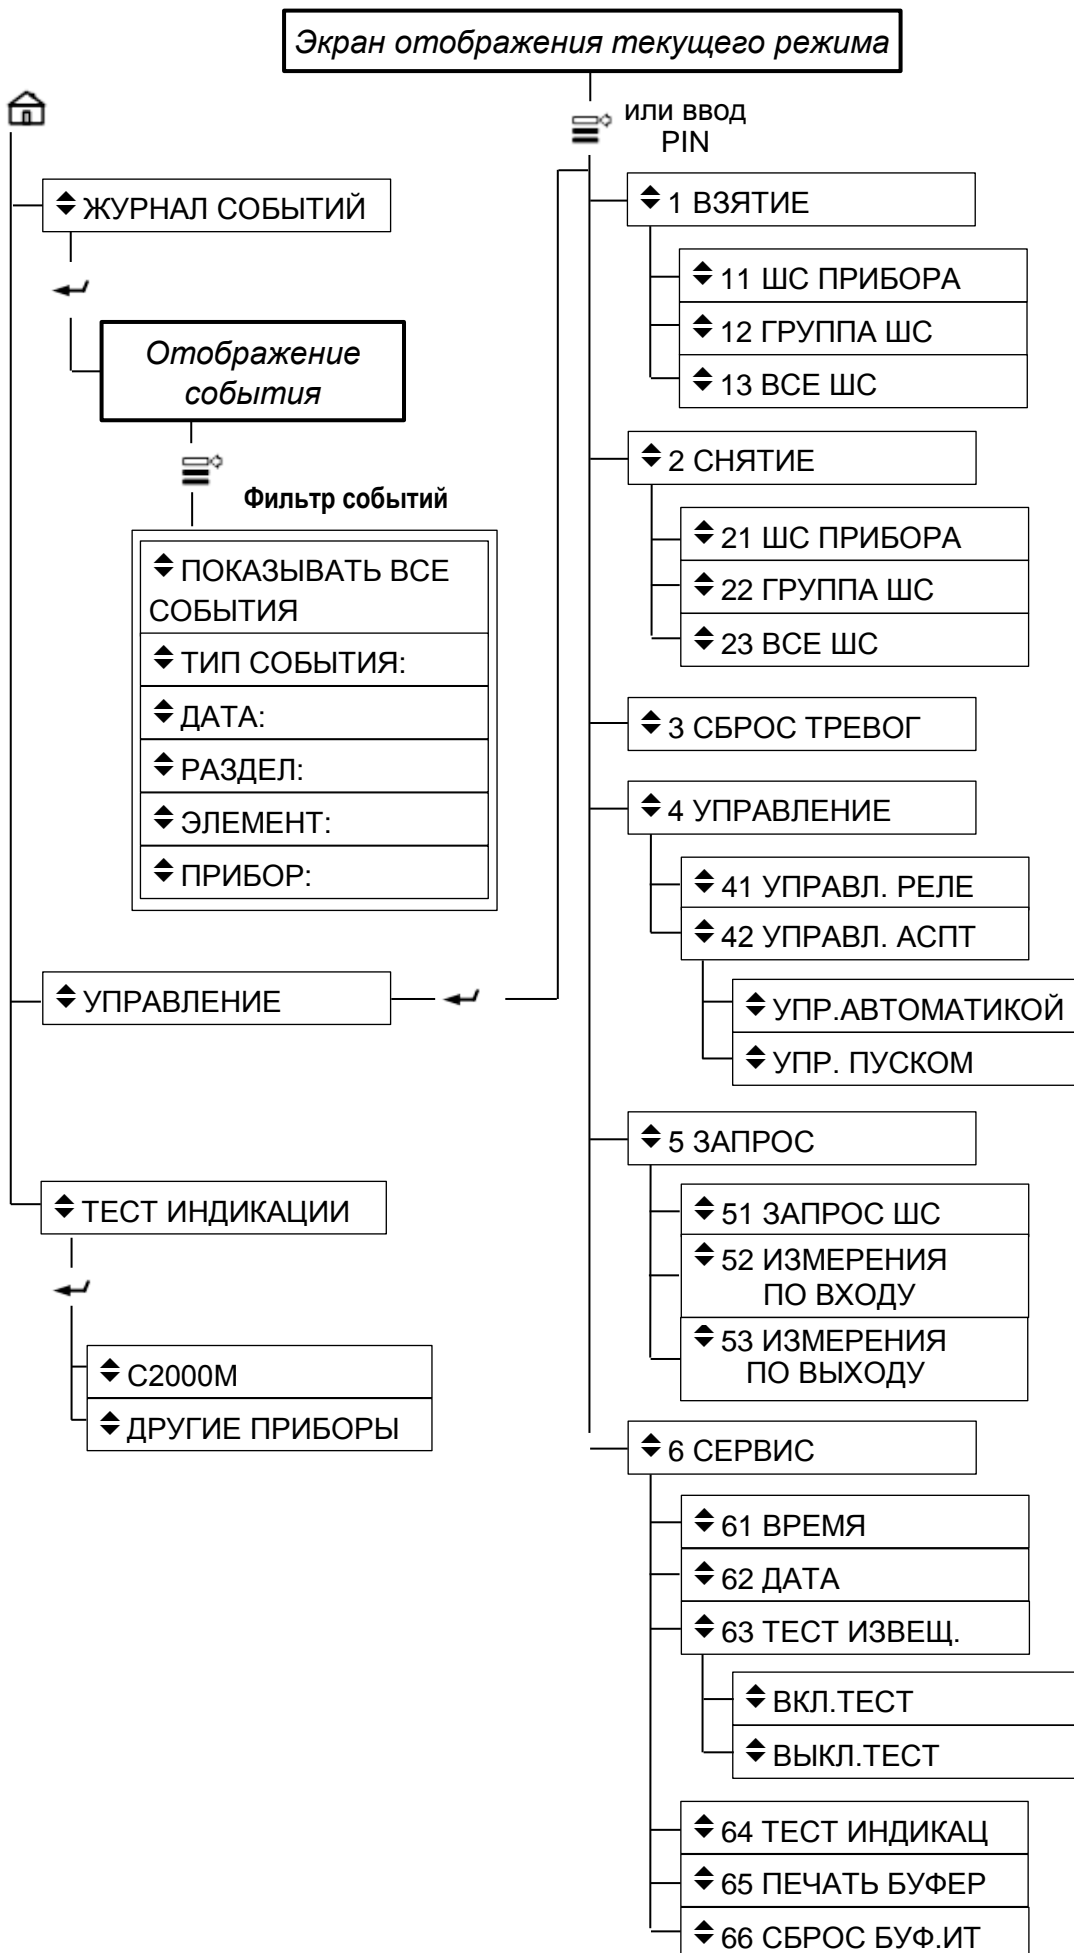 Экран отображения текущего режима
или ввод
PIN
ЖУРНАЛ СОБЫТИЙ
Отображение
события
Фильтр событий
ПОКАЗЫВАТЬ ВСЕ
СОБЫТИЯ
ТИП СОБЫТИЯ:
ДАТА:
РАЗДЕЛ:
ЭЛЕМЕНТ:
ПРИБОР:
УПРАВЛЕНИЕ
ТЕСТ ИНДИКАЦИИ
С2000М
ДРУГИЕ ПРИБОРЫ
1 ВЗЯТИЕ
11 ШС ПРИБОРА
12 ГРУППА ШС
13 ВСЕ ШС
2 СНЯТИЕ
21 ШС ПРИБОРА
22 ГРУППА ШС
23 ВСЕ ШС
3 СБРОС ТРЕВОГ
4 УПРАВЛЕНИЕ
41 УПРАВЛ. РЕЛЕ
42 УПРАВЛ. АСПТ
УПР.АВТОМАТИКОЙ
УПР. ПУСКОМ
5 ЗАПРОС
51 ЗАПРОС ШС
52 ИЗМЕРЕНИЯ
ПО ВХОДУ
53 ИЗМЕРЕНИЯ
ПО ВЫХОДУ
6 СЕРВИС
61 ВРЕМЯ
62 ДАТА
63 ТЕСТ ИЗВЕЩ.
ВКЛ.ТЕСТ
ВЫКЛ.ТЕСТ
64 ТЕСТ ИНДИКАЦ
65 ПЕЧАТЬ БУФЕР
66 СБРОС БУФ.ИТ